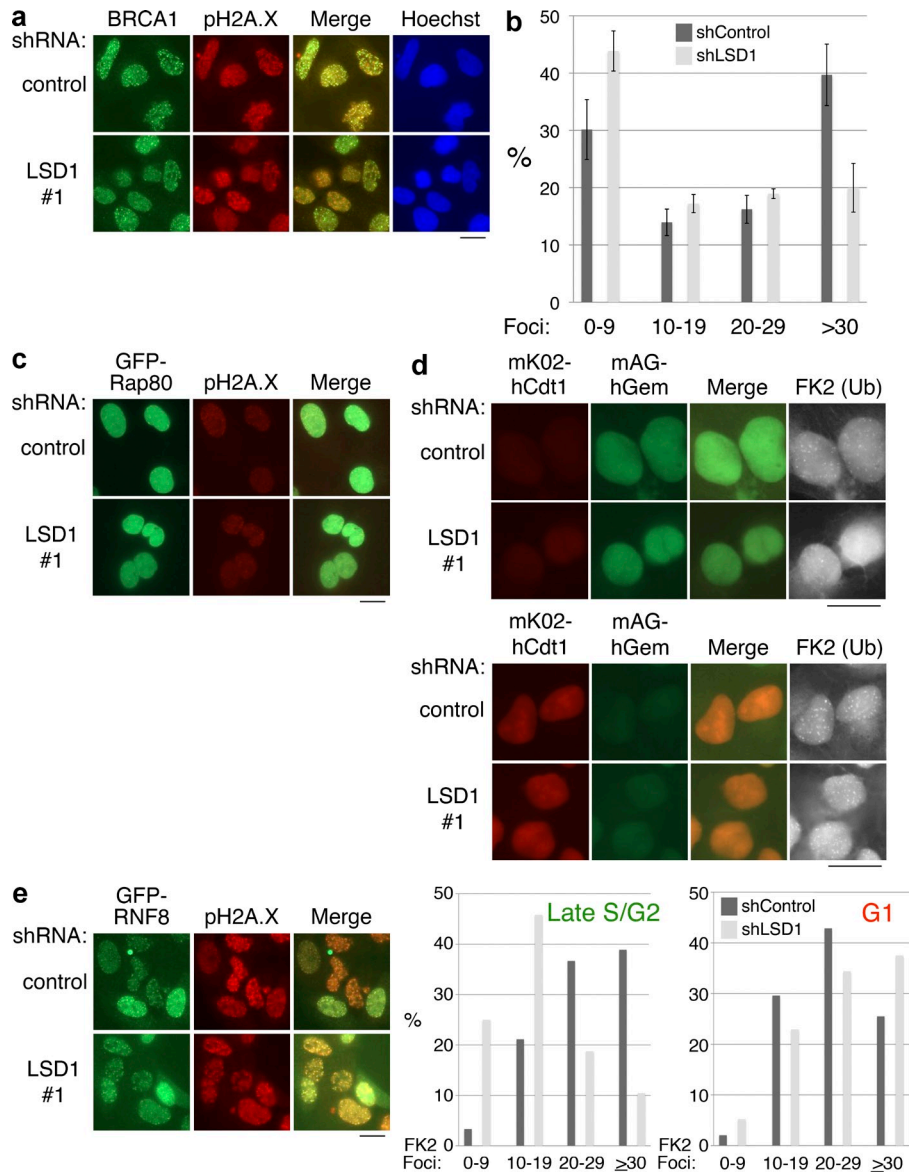 a
BRCA1 pH2A.X Merge Hoechst
shRNA:
control
LSD1
#1
b
50
40
30
%
20
10
0
shControl
shLSD1
Foci: 0-9 10-19 20-29 >30
c
GFP-
Rap80 pH2A.X Merge
shRNA:
control
LSD1
#1
d
mK02- mAG-
hCdt1 hGem Merge FK2 (Ub)
shRNA:
control
LSD1
#1
mK02- mAG-
hCdt1 hGem Merge FK2 (Ub)
shRNA:
control
LSD1
#1
e
GFP-
RNF8 pH2A.X Merge
shRNA:
control
LSD1
#1
50
40
30
%
20
10
0
Late S/G2
FK2
Foci: 0-9 10-19 20-29 ≥30
50
40
30
20
10
0
shControl
shLSD1
G1
FK2
Foci: 0-9 10-19 20-29 ≥30